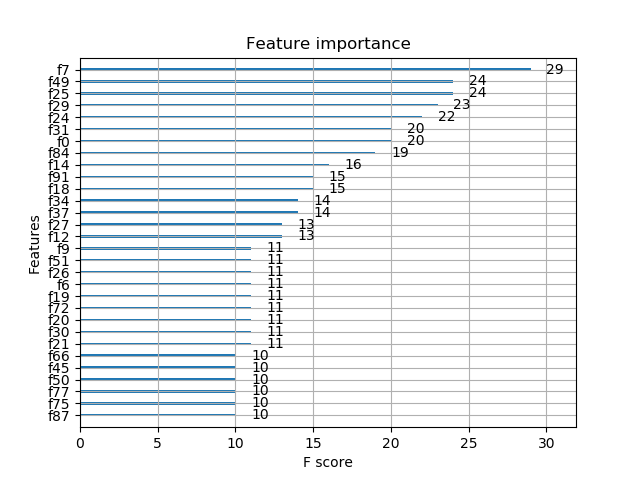 Feature importance
f7 29
f49 24
f25 24
f29 23
f24 22
f31 20
f0 20
f84 19
f14 16
f91 15
f18 15
f34 14
f37 14
f27 13
f12 13
f9 11
f51 11
f26 11
f6 11
f19 11
f72 11
f20 11
f30 11
f21 11
f66 10
f45 10
f50 10
f77 10
f75 10
f87 10
Features
0 5 10 15 20 25 30
F score